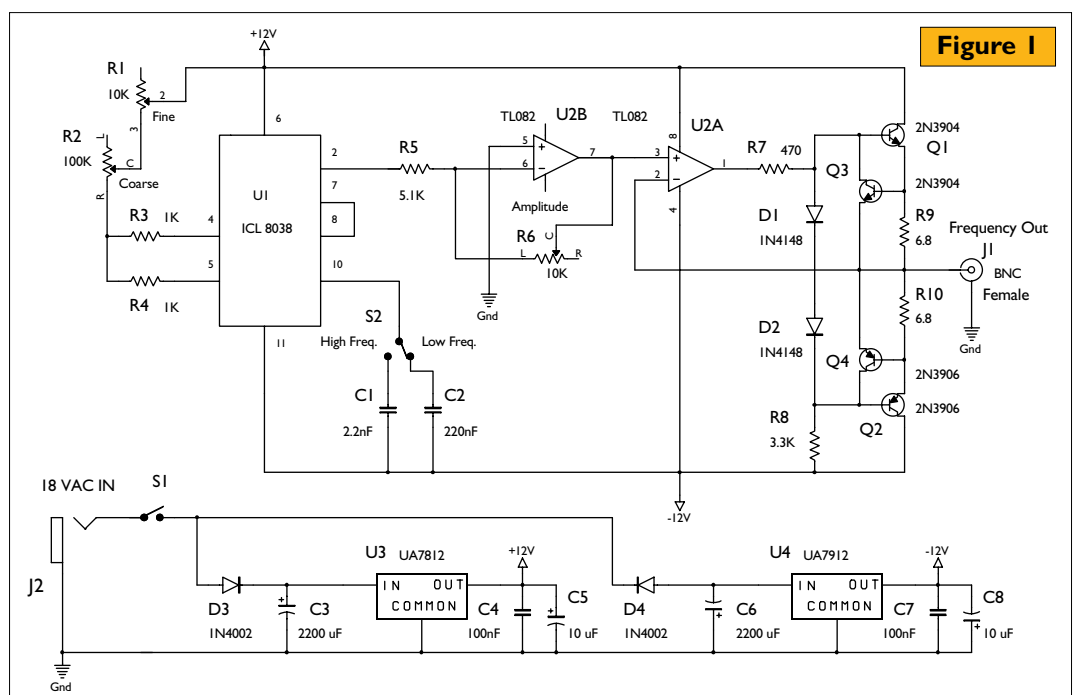 Figure 1
+12V
R1
10K
2
Fine
3
R2
100K
L
C
Coarse
R
6
U1
ICL 8038
2
7
8
10
4
5
11
R3 1K
R4 1K
R5
5.1K
TL082
U2B
5
6
7
+
−
Amplitude
R6
L
C
R
10K
Gnd
TL082
U2A
8
3
2
1
4
+
−
R7 470
D1
1N4148
D2
1N4148
R8
3.3K
Q3
2N3904
Q1
2N3904
R9
6.8
Frequency Out
J1
BNC
Female
Gnd
R10
6.8
Q4
2N3906
2N3906
Q2
S2
High Freq.
Low Freq.
C1
2.2nF
C2
220nF
-12V
18 VAC IN
S1
J2
Gnd
D3
1N4002
+
C3
2200 uF
U3
UA7812
IN OUT
COMMON
+12V
C4
100nF
C5
+
10 uF
D4
1N4002
C6
+
2200 uF
U4
UA7912
IN OUT
COMMON
-12V
C7
100nF
C8
+
10 uF